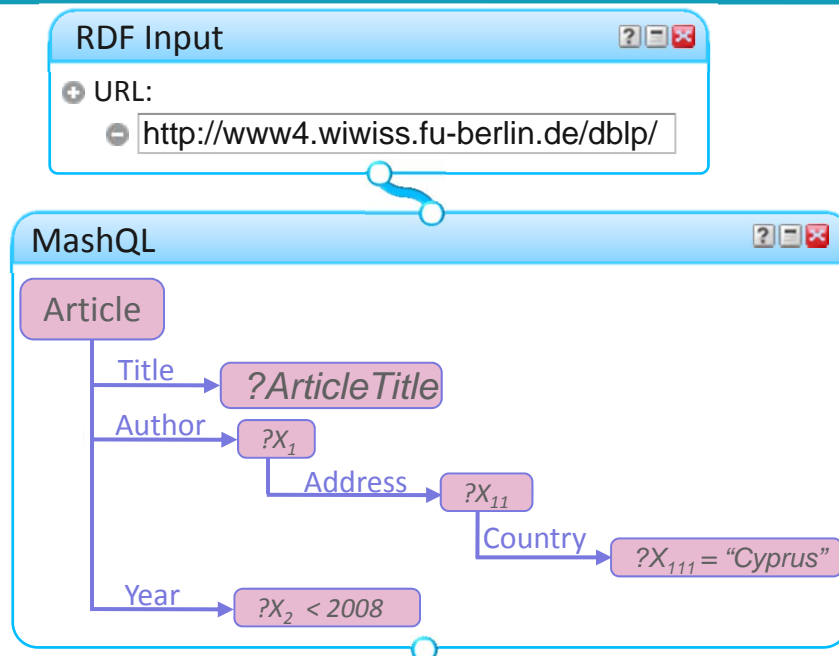 RDF Input
URL:
http://www4.wiwiss.fu-berlin.de/dblp/
MashQL
Article
Title
?ArticleTitle
Author
?X1
Address
?X11
Country
?X111 = “Cyprus”
Year
?X2 < 2008